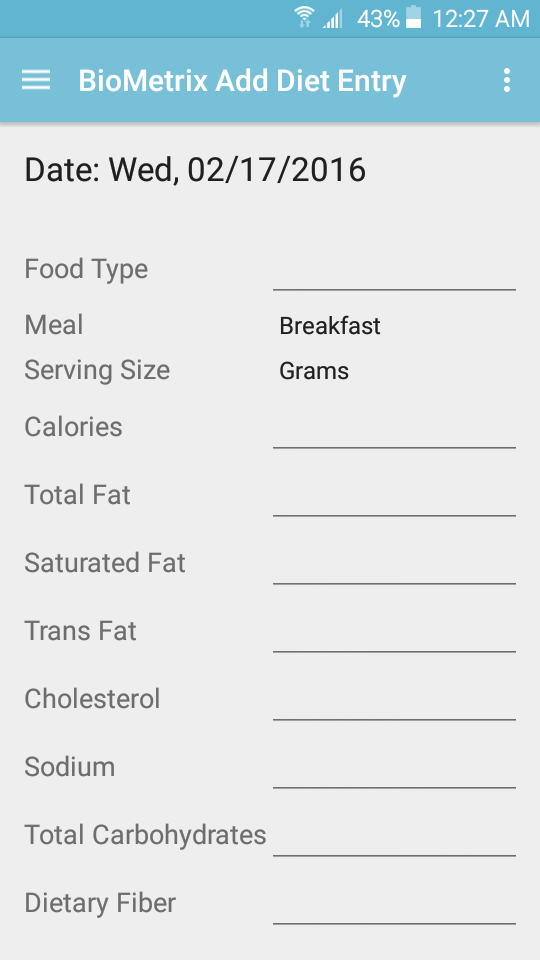 43% 12:27 AM
BioMetrix Add Diet Entry
Date: Wed, 02/17/2016
Food Type
Meal Breakfast
Serving Size Grams
Calories
Total Fat
Saturated Fat
Trans Fat
Cholesterol
Sodium
Total Carbohydrates
Dietary Fiber